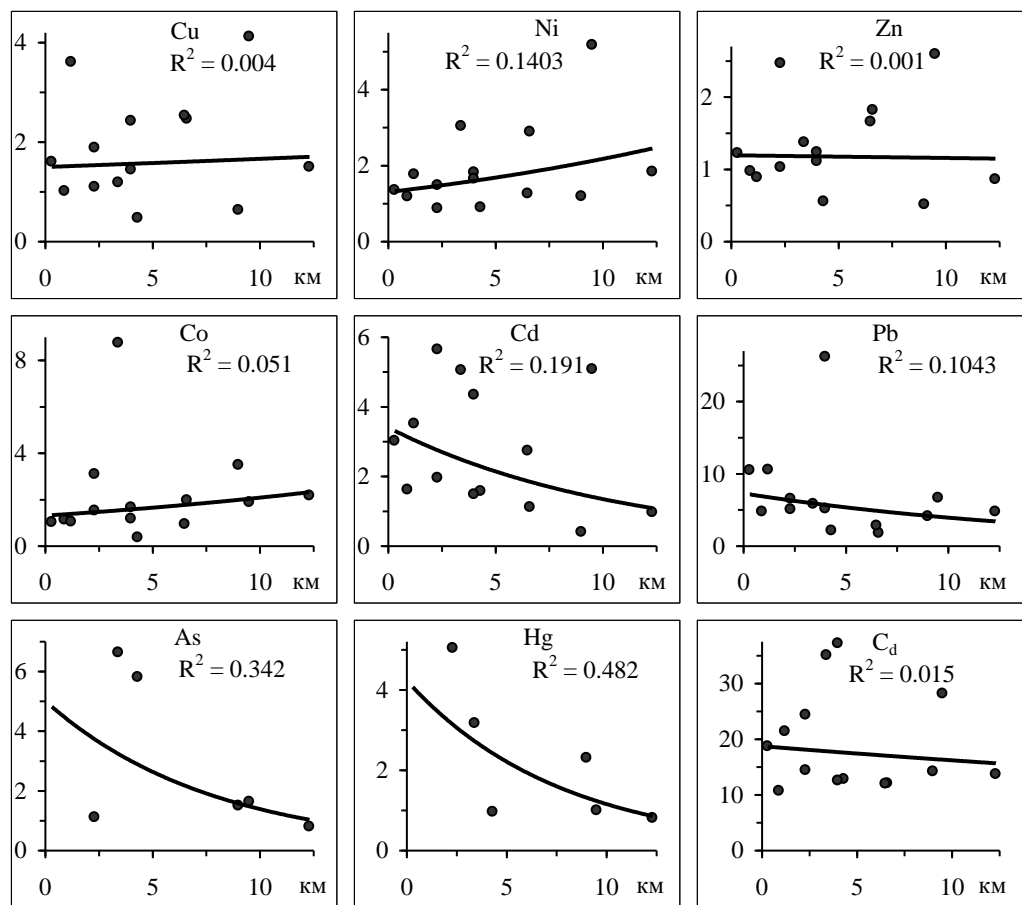 Cu
R² = 0.004
4
2
0
0 5 10 км
Ni
R² = 0.1403
4
2
0
0 5 10 км
Zn
R² = 0.001
2
1
0
0 5 10 км
Co
R² = 0.051
8
4
0
0 5 10 км
Cd
R² = 0.191
6
4
2
0
0 5 10 км
Pb
R² = 0.1043
20
10
0
0 5 10 км
As
R² = 0.342
6
4
2
0
0 5 10 км
Hg
R² = 0.482
4
2
0
0 5 10 км
C_d
R² = 0.015
30
20
10
0
0 5 10 км